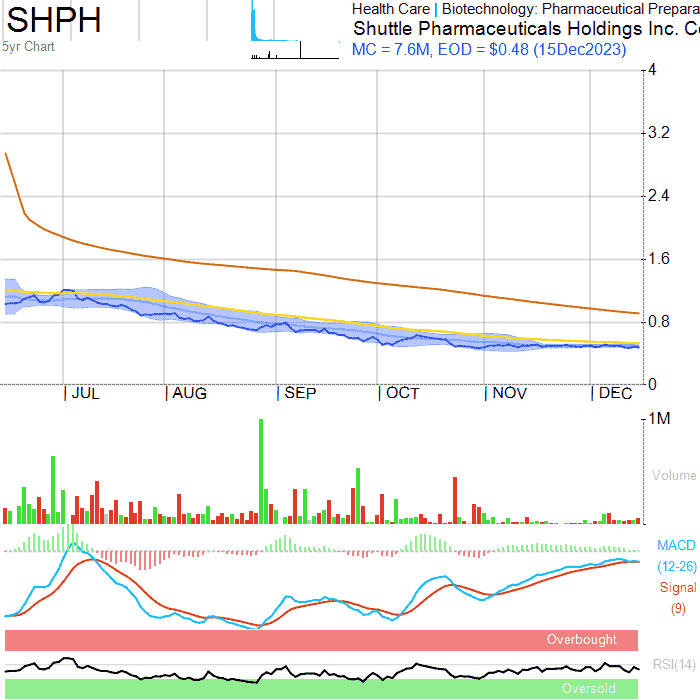 SHPH
5yr Chart
Health Care | Biotechnology: Pharmaceutical
Shuttle Pharmaceuticals Holdings Inc.
MC = 7.6M, EOD = $0.48 (15Dec2023)
4
3.2
2.4
1.6
0.8
0
JUL AUG SEP OCT NOV DEC
1M
Volume
MACD
(12-26)
Signal
(9)
Overbought
RSI(14)
Oversold